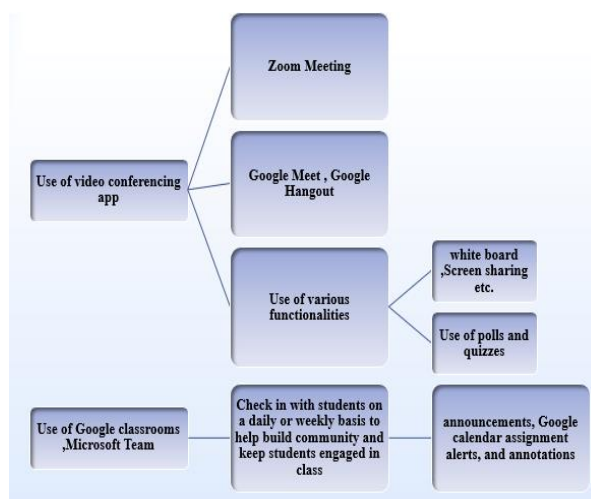 Zoom Meeting
Use of video conferencing
app
Google Meet , Google
Hangout
Use of various
functionalities
white board
,Screen sharing
etc.
Use of polls and
quizzes
Use of Google classrooms
,Microsoft Team
Check in with students on
a daily or weekly basis to
help build community and
keep students engaged in
class
announcements, Google
calendar assignment
alerts, and annotations